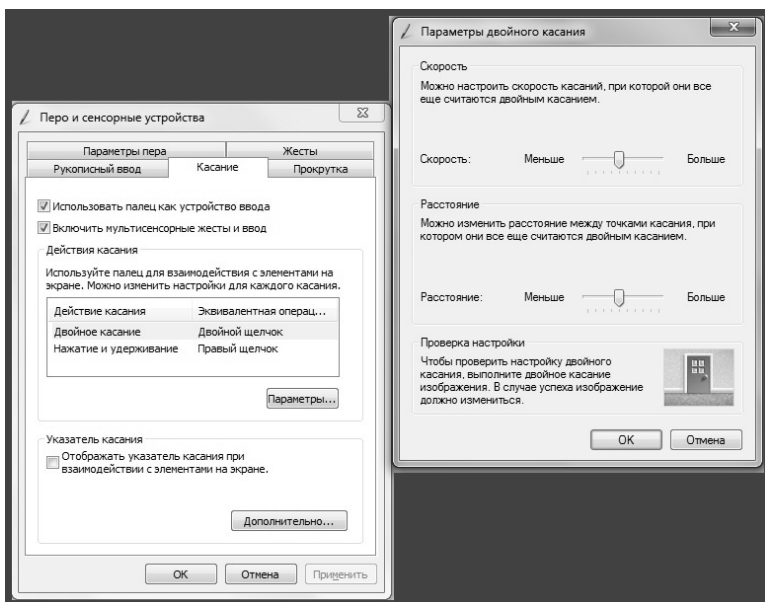 Перо и сенсорные устройства
Параметры пера
Жесты
Рукописный ввод
Касание
Прокрутка
Использовать палец как устройство ввода
Включить мультисенсорные жесты и ввод
Действия касания
Используйте палец для взаимодействия с элементами на
экране. Можно изменить настройки для каждого касания.
Действие касания
Эквивалентная операц...
Двойное касание
Двойной щелчок
Нажатие и удерживание
Правый щелчок
Параметры...
Указатель касания
Отображать указатель касания при
взаимодействии с элементами на экране.
Дополнительно...
OK
Отмена
Применить
Параметры двойного касания
Скорость
Можно настроить скорость касаний, при которой они все
еще считаются двойным касанием.
Скорость:
Меньше
Больше
Расстояние
Можно изменить расстояние между точками касания, при
котором они все еще считаются двойным касанием.
Расстояние:
Меньше
Больше
Проверка настройки
Чтобы проверить настройку двойного
касания, выполните двойное касание
изображения. В случае успеха изображение
должно измениться.
OK
Отмена